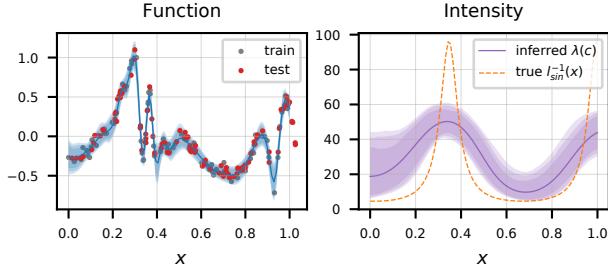 Function
1.0
0.5
0.0
−0.5
train
test
0.0 0.2 0.4 0.6 0.8 1.0
x
Intensity
100
80
60
40
20
0
inferred λ(c)
true l_{sin}^{-1}(x)
0.0 0.2 0.4 0.6 0.8 1.0
x